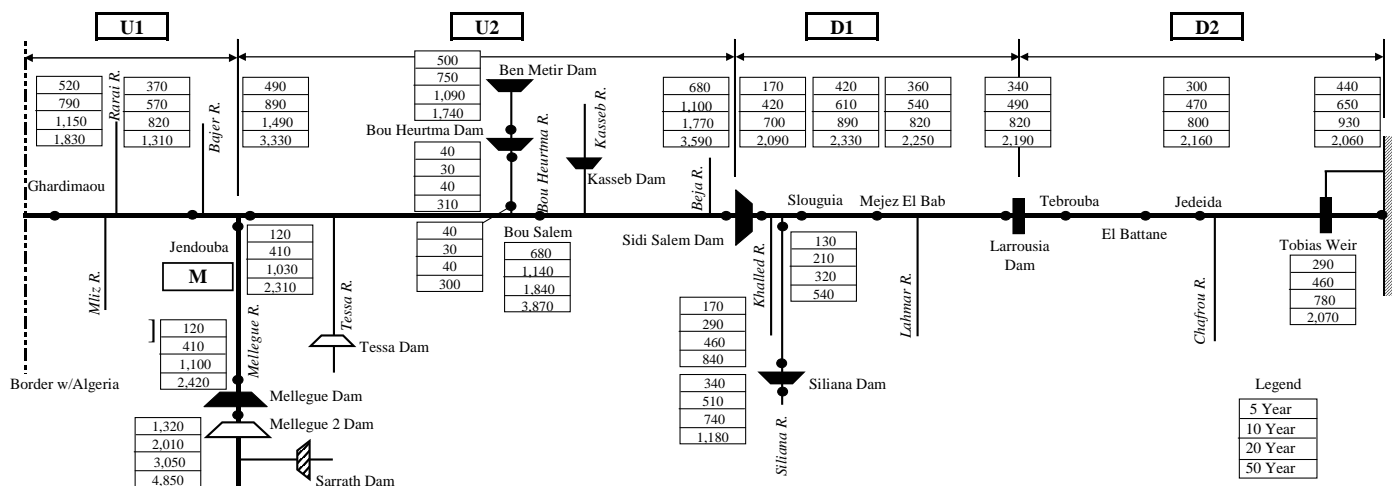 U1
U2
D1
D2
520
790
1,150
1,830
Rarai R.
370
570
820
1,310
Bajer R.
490
890
1,490
3,330
500
750
1,090
1,740
Ben Metir Dam
Bou Heurtma Dam
40
30
40
310
Bou Heurtma R.
Kasseb R.
Kasseb Dam
680
1,100
1,770
3,590
Beja R.
170
420
700
2,090
420
610
890
2,330
360
540
820
2,250
340
490
820
2,190
300
470
800
2,160
440
650
930
2,060
Ghardimaou
Jendouba
Mliz R.
M
Mellegue R.
120
410
1,030
2,310
Tessa R.
Tessa Dam
40
30
40
300
Bou Salem
680
1,140
1,840
3,870
Sidi Salem Dam
Khalled R.
Slouguia
130
210
320
540
Mejez El Bab
Lahmar R.
Larrousia
Dam
Tebrouba
El Battane
Jedeida
Chafrou R.
Tobias Weir
290
460
780
2,070
]
120
410
1,100
2,420
Border w/Algeria
Mellegue Dam
Mellegue 2 Dam
1,320
2,010
3,050
4,850
Sarrath Dam
170
290
460
840
340
510
740
1,180
Siliana Dam
Siliana R.
Legend
5 Year
10 Year
20 Year
50 Year